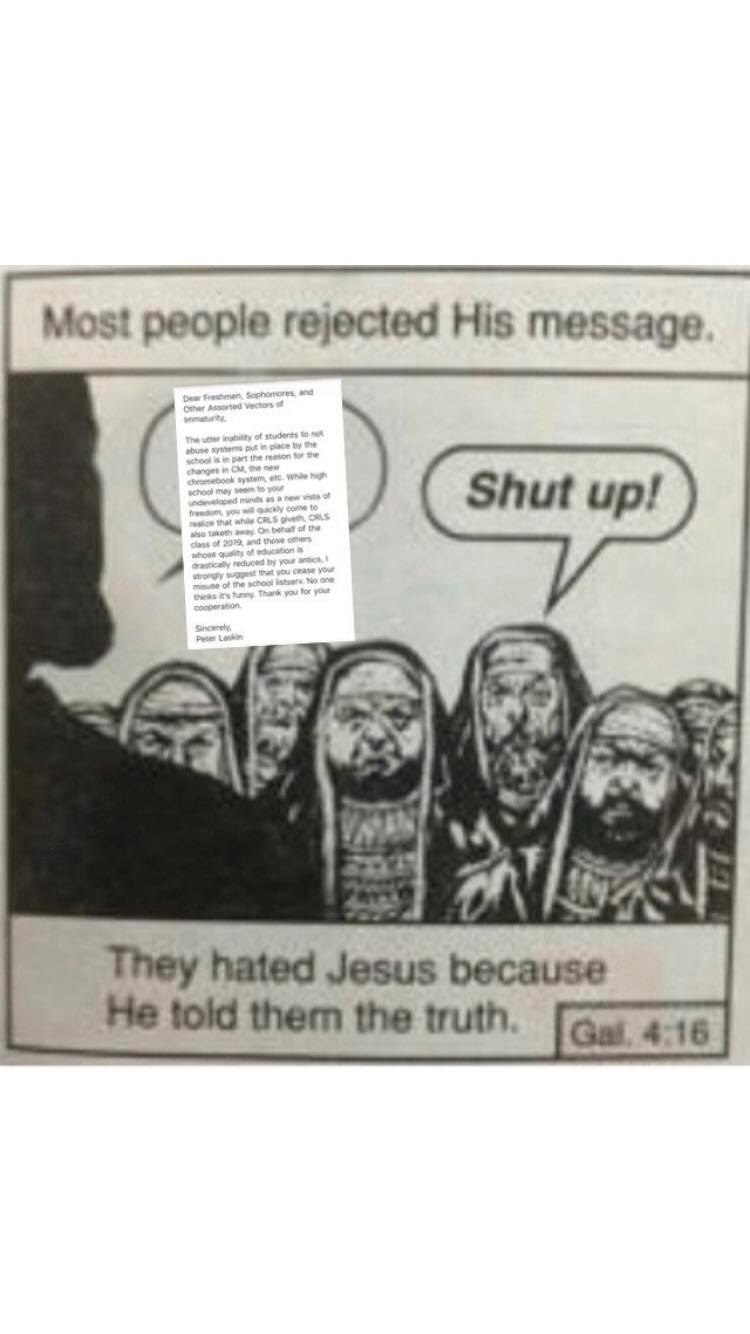 Most people rejected His message.
Dear Freshmen, Sophomores, and
Other Assorted Vectors of
Immaturity,
The utter inability of students to not
abuse systems put in place by the
school is in part the reason for the
changes in CM, the new
chromebook system, etc. While high
school may seem to your
undeveloped minds as a new vista of
freedom, you will quickly come to
realize that while CRLS giveth, CRLS
also taketh away. On behalf of the
class of 2019, and those others
whose quality of education is
drastically reduced by your antics, I
strongly suggest that you cease your
misuse of the school listserv. No one
thinks it's funny. Thank you for your
cooperation.
Sincerely,
Peter Laskin
Shut up!
They hated Jesus because
He told them the truth.
Gal. 4:16